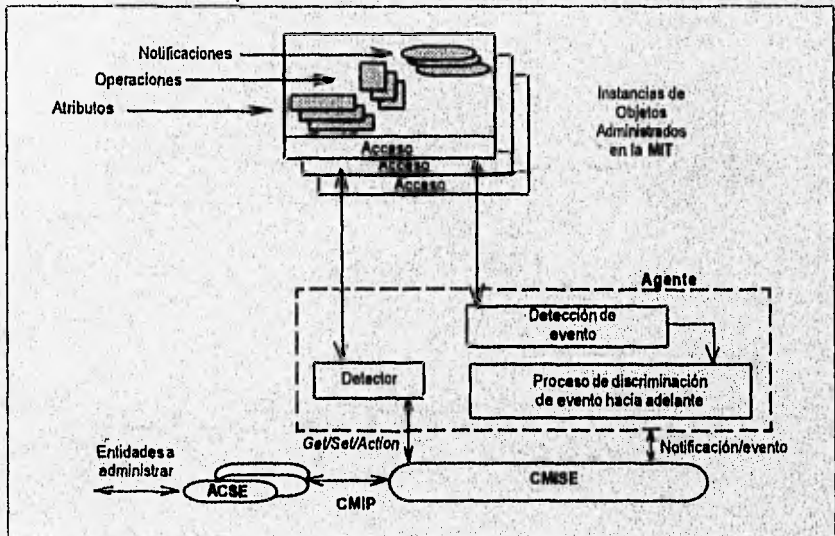 Notificaciones
Operaciones
Atributos
Acceso
Acceso
Acceso
Instancias de
Objetos
Administrados
en la MIT
Agente
Detección de
evento
Detector
Proceso de discriminación
de evento hacía adelante
Get/Set/Action
Notificación/evento
Entidades a
administrar
ACSE
CMIP
CMISE